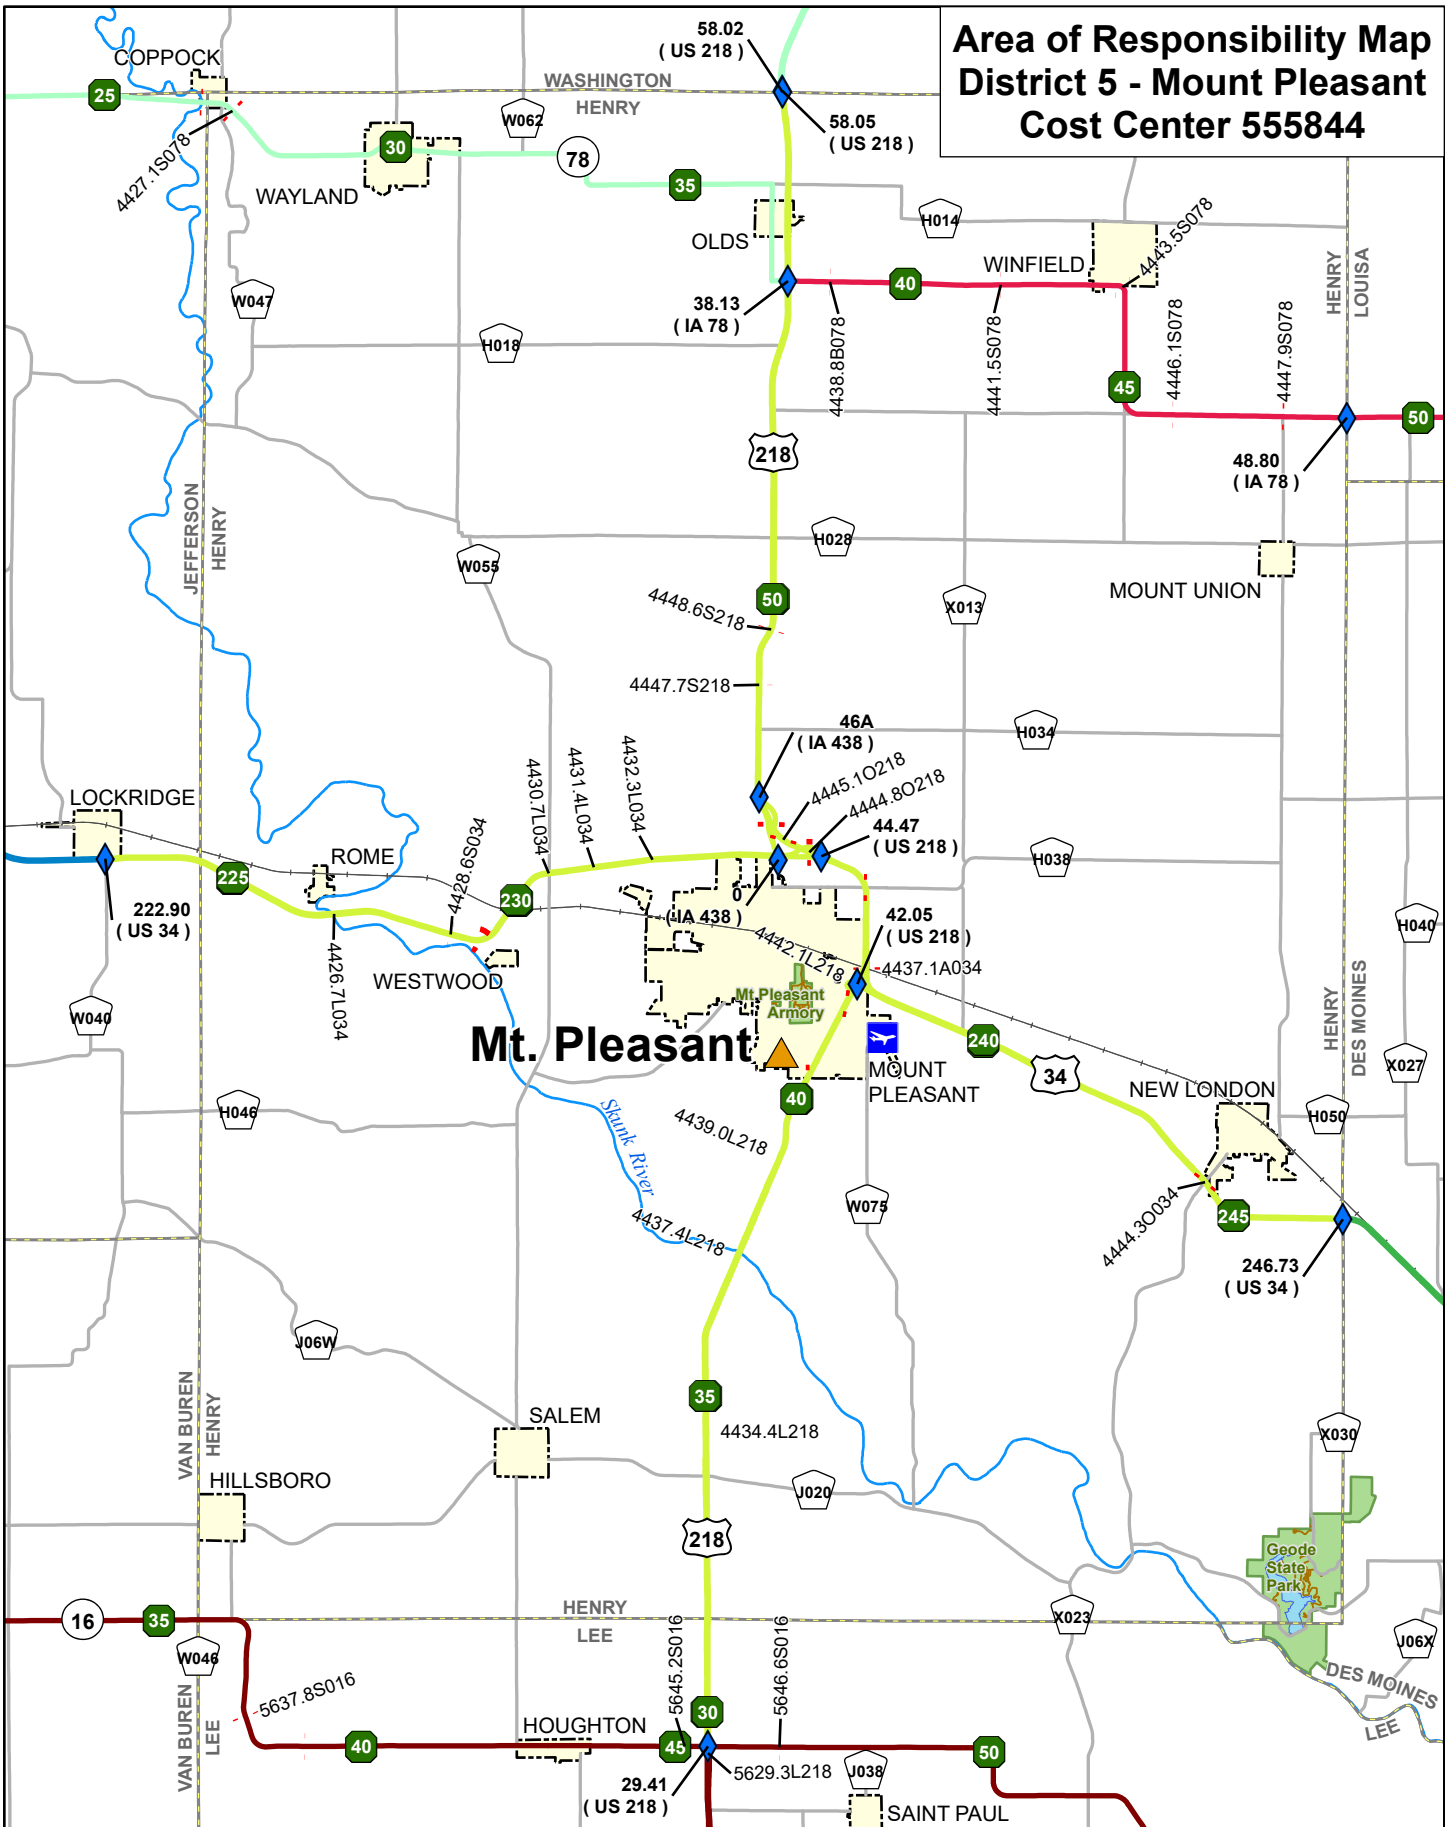 Area of Responsibility Map
District 5 - Mount Pleasant
Cost Center 555844
58.02
( US 218 )
COPPOCK
WASHINGTON
HENRY
25
W062
58.05
( US 218 )
4427.1S078
30
78
WAYLAND
35
OLDS
H014
WINFIELD
4443.5S078
HENRY
LOUISA
W047
38.13
( IA 78 )
40
H018
4438.8B078
4441.5S078
4446.1S078
4447.9S078
45
50
218
48.80
( IA 78 )
JEFFERSON
HENRY
H028
W055
MOUNT UNION
50
X013
4448.6S218
4447.7S218
46A
( IA 438 )
H034
4430.7L034
4431.4L034
4432.3L034
4445.1O218
4444.8O218
LOCKRIDGE
44.47
( US 218 )
ROME
H038
225
4428.6S034
230
0
( IA 438 )
222.90
( US 34 )
42.05
( US 218 )
H040
4426.7L034
4442.1L218
4437.1A034
WESTWOOD
Mt.Pleasant
Armory
W040
HENRY
DES MOINES
Mt. Pleasant
240
MOUNT
PLEASANT
34
X027
NEW LONDON
40
H046
Skunk River
4439.0L218
H050
W075
4437.4L218
4444.3O034
245
246.73
( US 34 )
J06W
VAN BUREN
HENRY
35
SALEM
4434.4L218
X030
HILLSBORO
J020
218
Geode
State
Park
16
35
HENRY
LEE
X023
W046
J06X
5645.2S016
5646.6S016
DES MOINES
LEE
VAN BUREN
LEE
5637.8S016
30
HOUGHTON
40
45
50
29.41
( US 218 )
5629.3L218
J038
SAINT PAUL